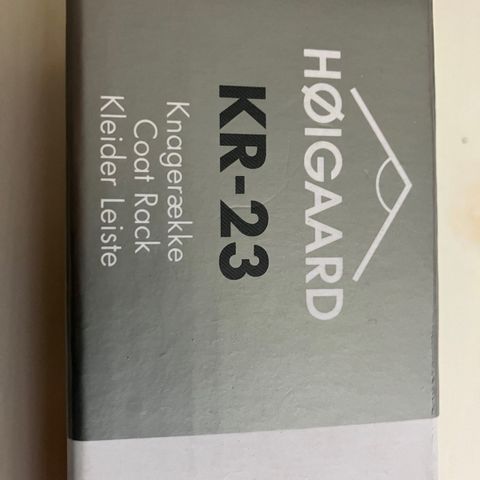 HØIGAARD
KR-23
Knagerække
Coat Rack
Kleider Leiste